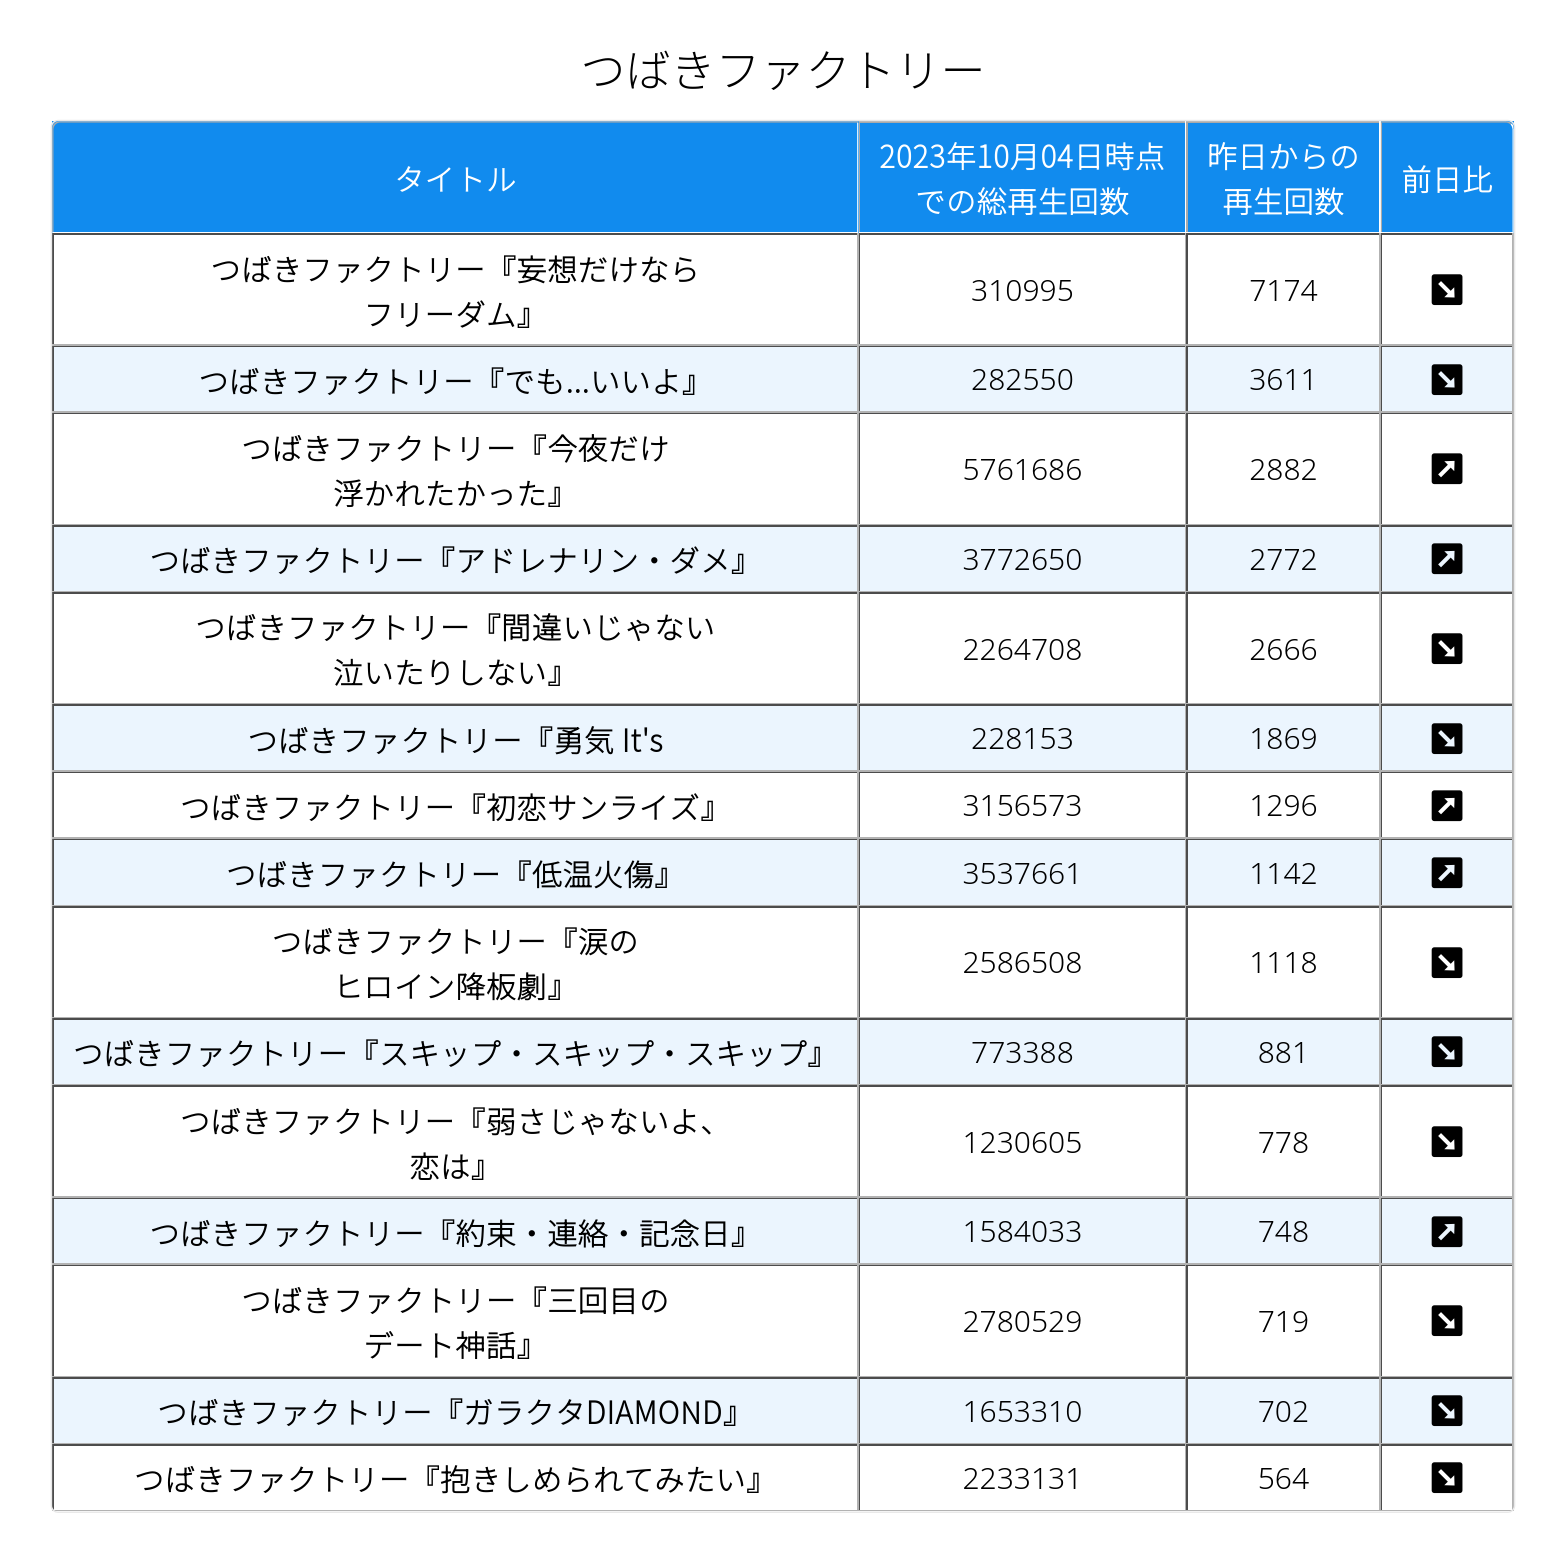 つばきファクトリー
タイトル
2023年10月04日時点
での総再生回数
昨日からの
再生回数
前日比
つばきファクトリー『妄想だけなら
フリーダム』
310995
7174
つばきファクトリー『でも...いいよ』
282550
3611
つばきファクトリー『今夜だけ
浮かれたかった』
5761686
2882
つばきファクトリー『アドレナリン・ダメ』
3772650
2772
つばきファクトリー『間違いじゃない
泣いたりしない』
2264708
2666
つばきファクトリー『勇気 It's
228153
1869
つばきファクトリー『初恋サンライズ』
3156573
1296
つばきファクトリー『低温火傷』
3537661
1142
つばきファクトリー『涙の
ヒロイン降板劇』
2586508
1118
つばきファクトリー『スキップ・スキップ・スキップ』
773388
881
つばきファクトリー『弱さじゃないよ、
恋は』
1230605
778
つばきファクトリー『約束・連絡・記念日』
1584033
748
つばきファクトリー『三回目の
デート神話』
2780529
719
つばきファクトリー『ガラクタDIAMOND』
1653310
702
つばきファクトリー『抱きしめられてみたい』
2233131
564